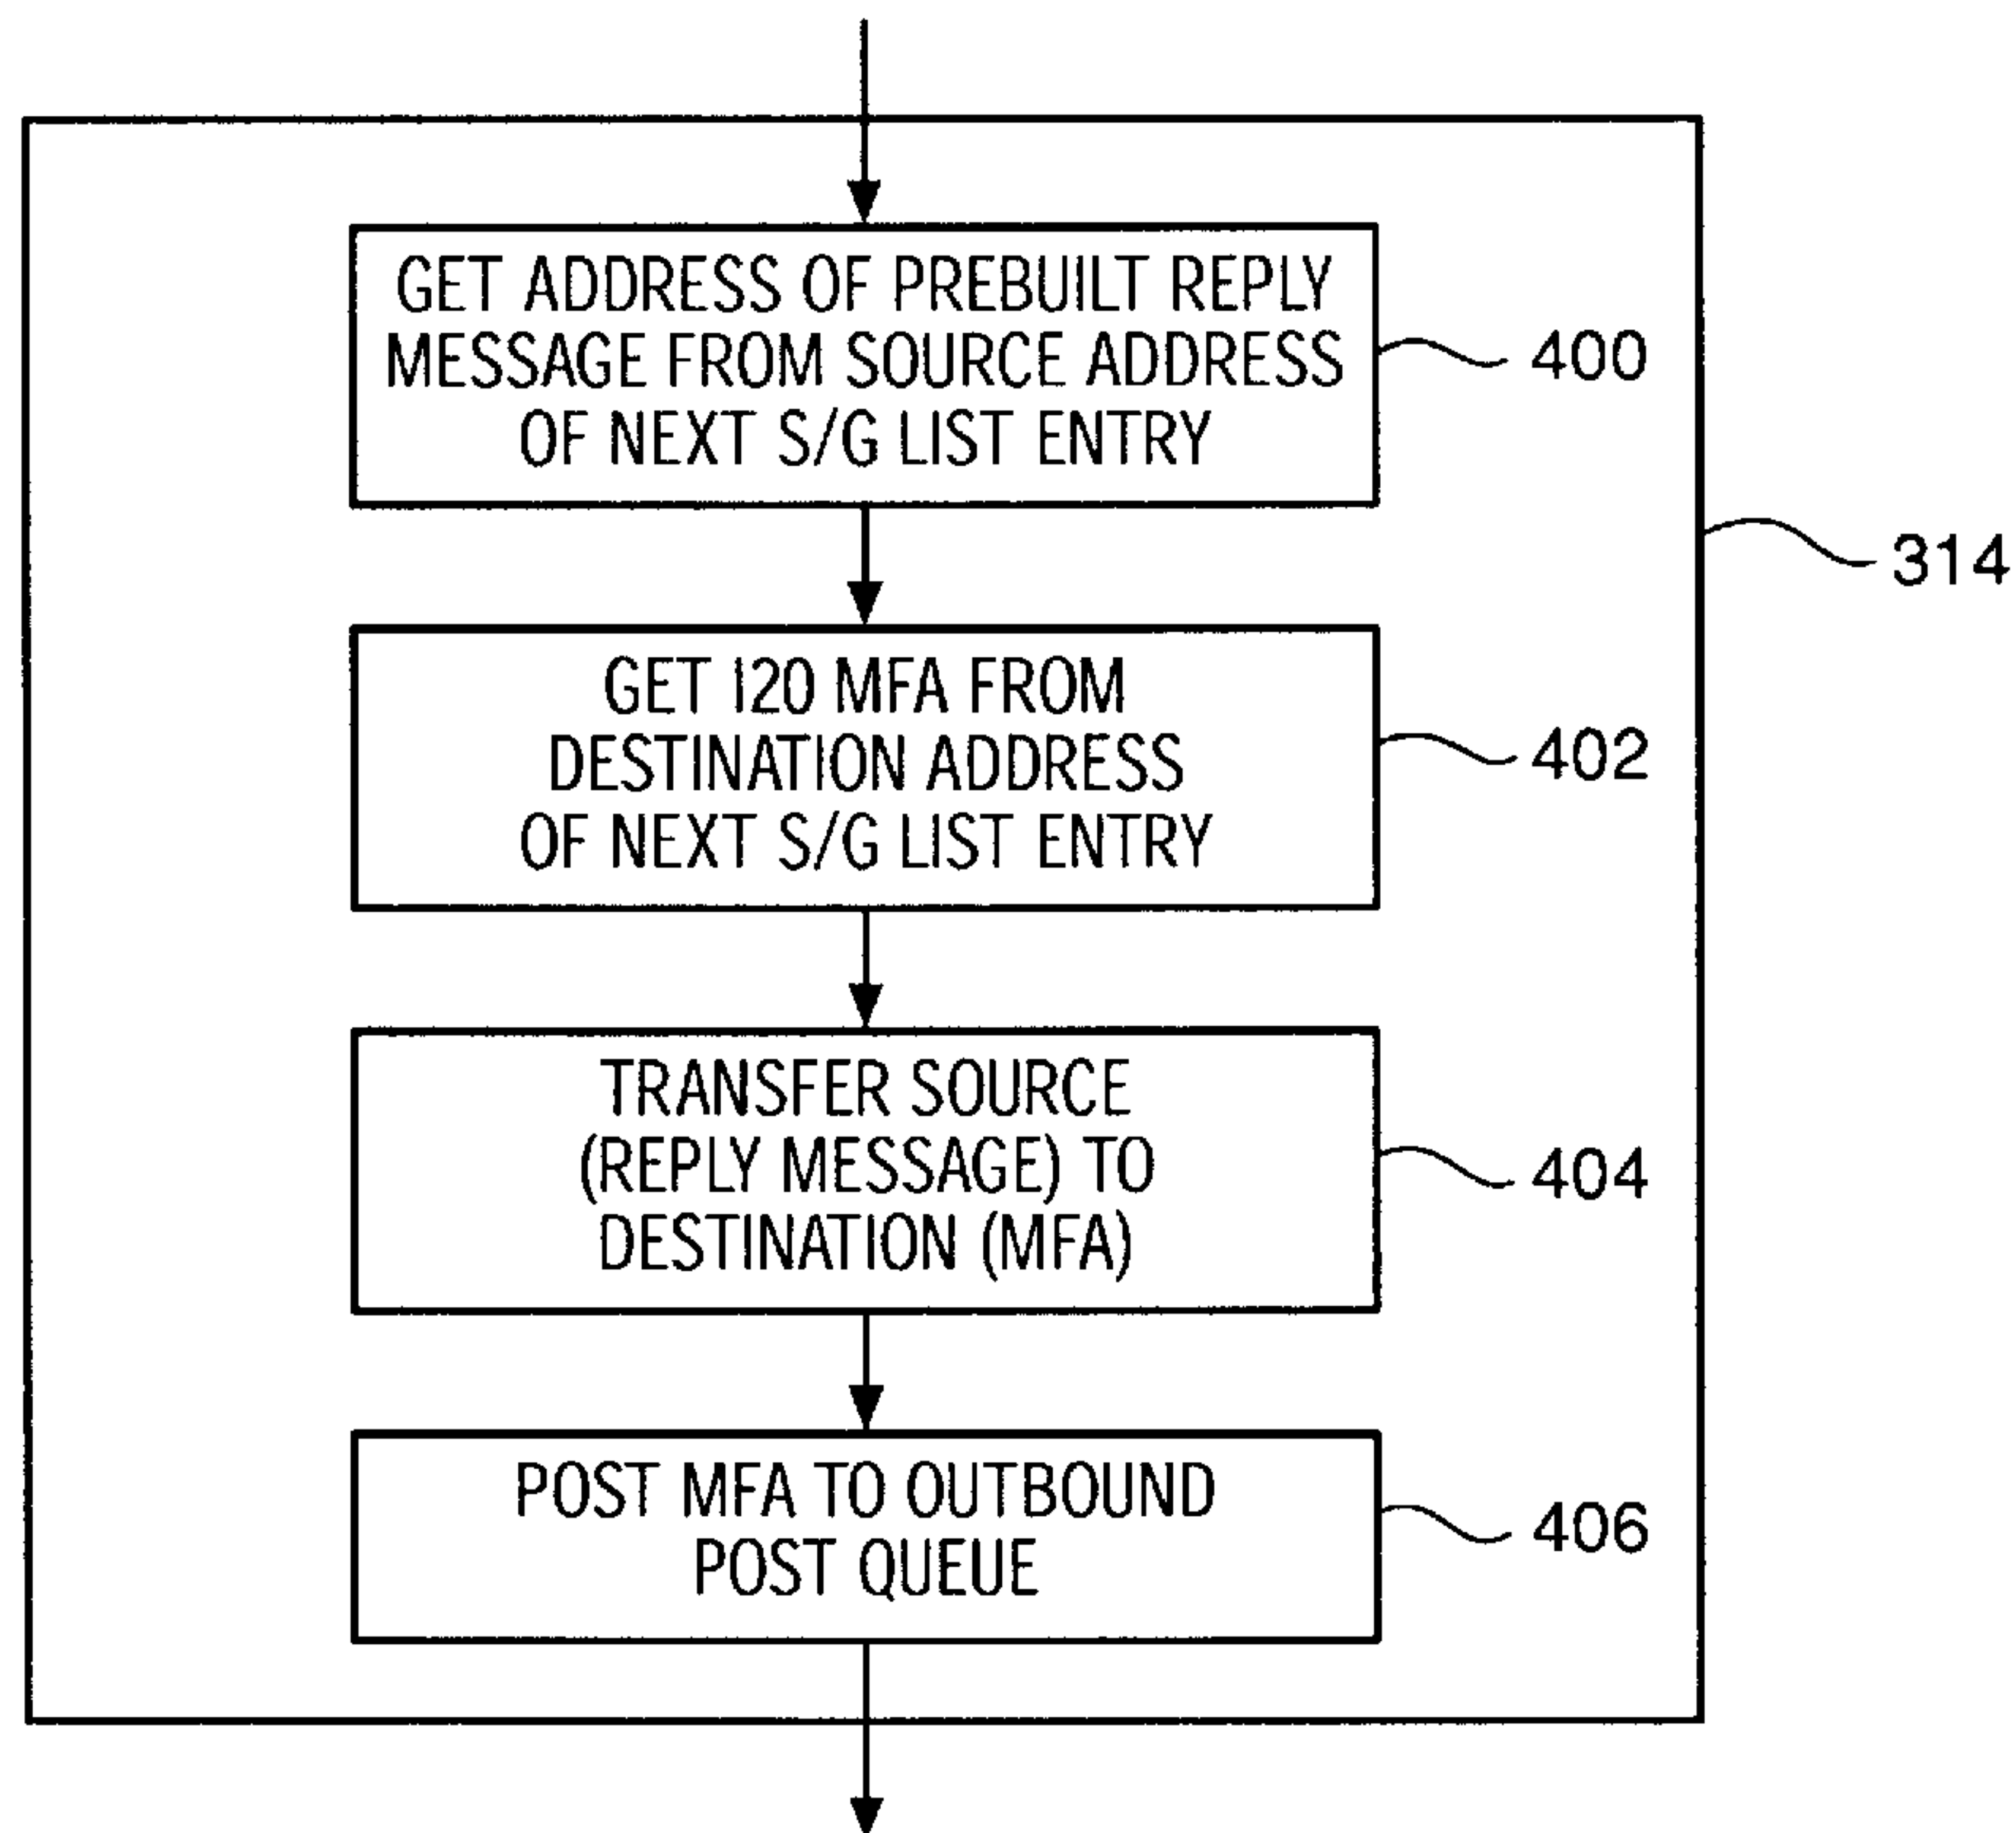 GET ADDRESS OF PREBUILT REPLY
MESSAGE FROM SOURCE ADDRESS
OF NEXT S/G LIST ENTRY
400
314
GET I20 MFA FROM
DESTINATION ADDRESS
OF NEXT S/G LIST ENTRY
402
TRANSFER SOURCE
(REPLY MESSAGE) TO
DESTINATION (MFA)
404
POST MFA TO OUTBOUND
POST QUEUE
406